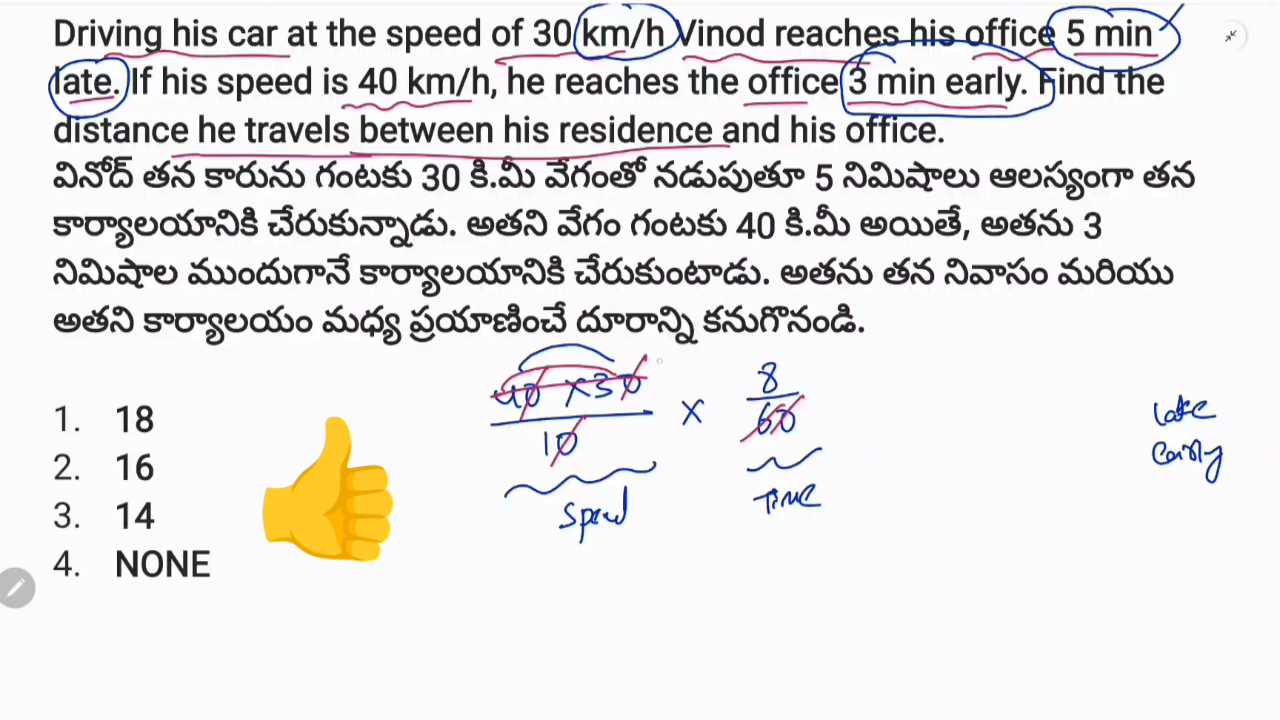 Driving his car at the speed of 30 km/h Vinod reaches his office 5 min
late. If his speed is 40 km/h, he reaches the office 3 min early. Find the
distance he travels between his residence and his office.
వినోద్ తన కారును గంటకు 30 కి.మీ వేగంతో నడుపుతూ 5 నిమిషాలు ఆలస్యంగా తన
కార్యాలయానికి చేరుకున్నాడు. అతని వేగం గంటకు 40 కి.మీ అయితే, అతను 3
నిమిషాల ముందుగానే కార్యాలయానికి చేరుకుంటాడు. అతను తన నివాసం మరియు
అతని కార్యాలయం మధ్య ప్రయాణించే దూరాన్ని కనుగొనండి.
1. 18
2. 16
3. 14
4. NONE
40 x 30
10
x
8
60
Speed
Time
late
early